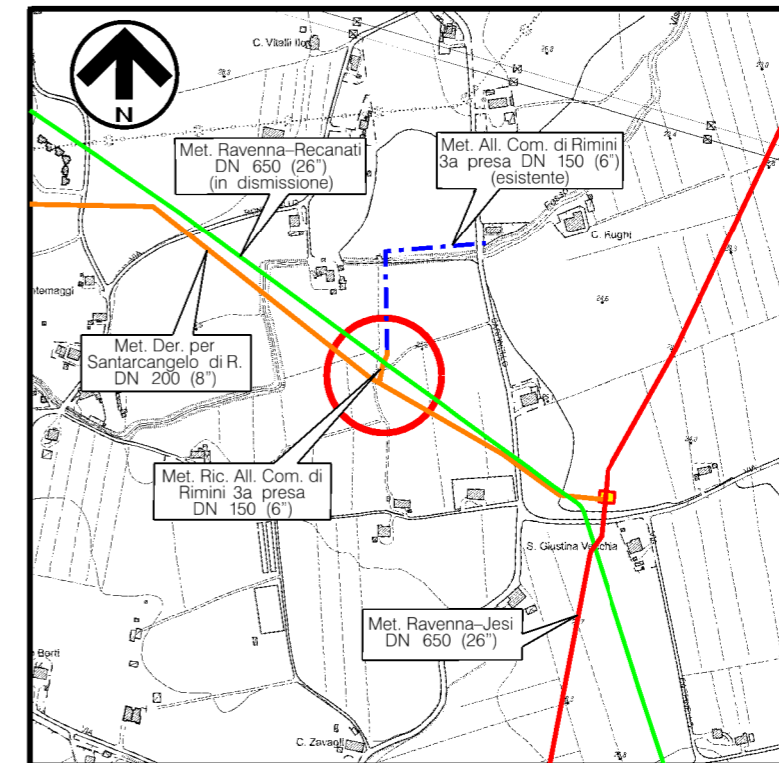 C. Vitelli
N
Met. Ravenna–Recanati
DN 650 (26")
(in dismissione)
Met. All. Com. di Rimini
3a presa DN 150 (6")
(esistente)
Met. Der. per
Santarcangelo di R.
DN 200 (8")
Met. Ric. All. Com. di
Rimini 3a presa
DN 150 (6")
S. Giustina Vecchia
Met. Ravenna–Jesi
DN 650 (26")
C. Zavagli